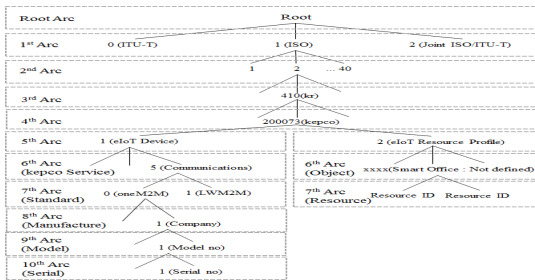 Root Arc Root
1st Arc 0 (ITU-T) 1 (ISO) 2 (Joint ISO/ITU-T)
2nd Arc 1 2 ... 40
3rd Arc 410(kr)
4th Arc 200073(kepco)
5th Arc 1 (eIoT Device) 2 (eIoT Resource Profile)
6th Arc
(kepco Service) 5 (Communications)
6th Arc
(Object) xxxx(Smart Office : Not defined)
7th Arc
(Standard) 0 (oneM2M) 1 (LWM2M)
7th Arc
(Resource) Resource ID Resource ID
8th Arc
(Manufacture) 1 (Company)
9th Arc
(Model) 1 (Model no)
10th Arc
(Serial) 1 (Serial no)